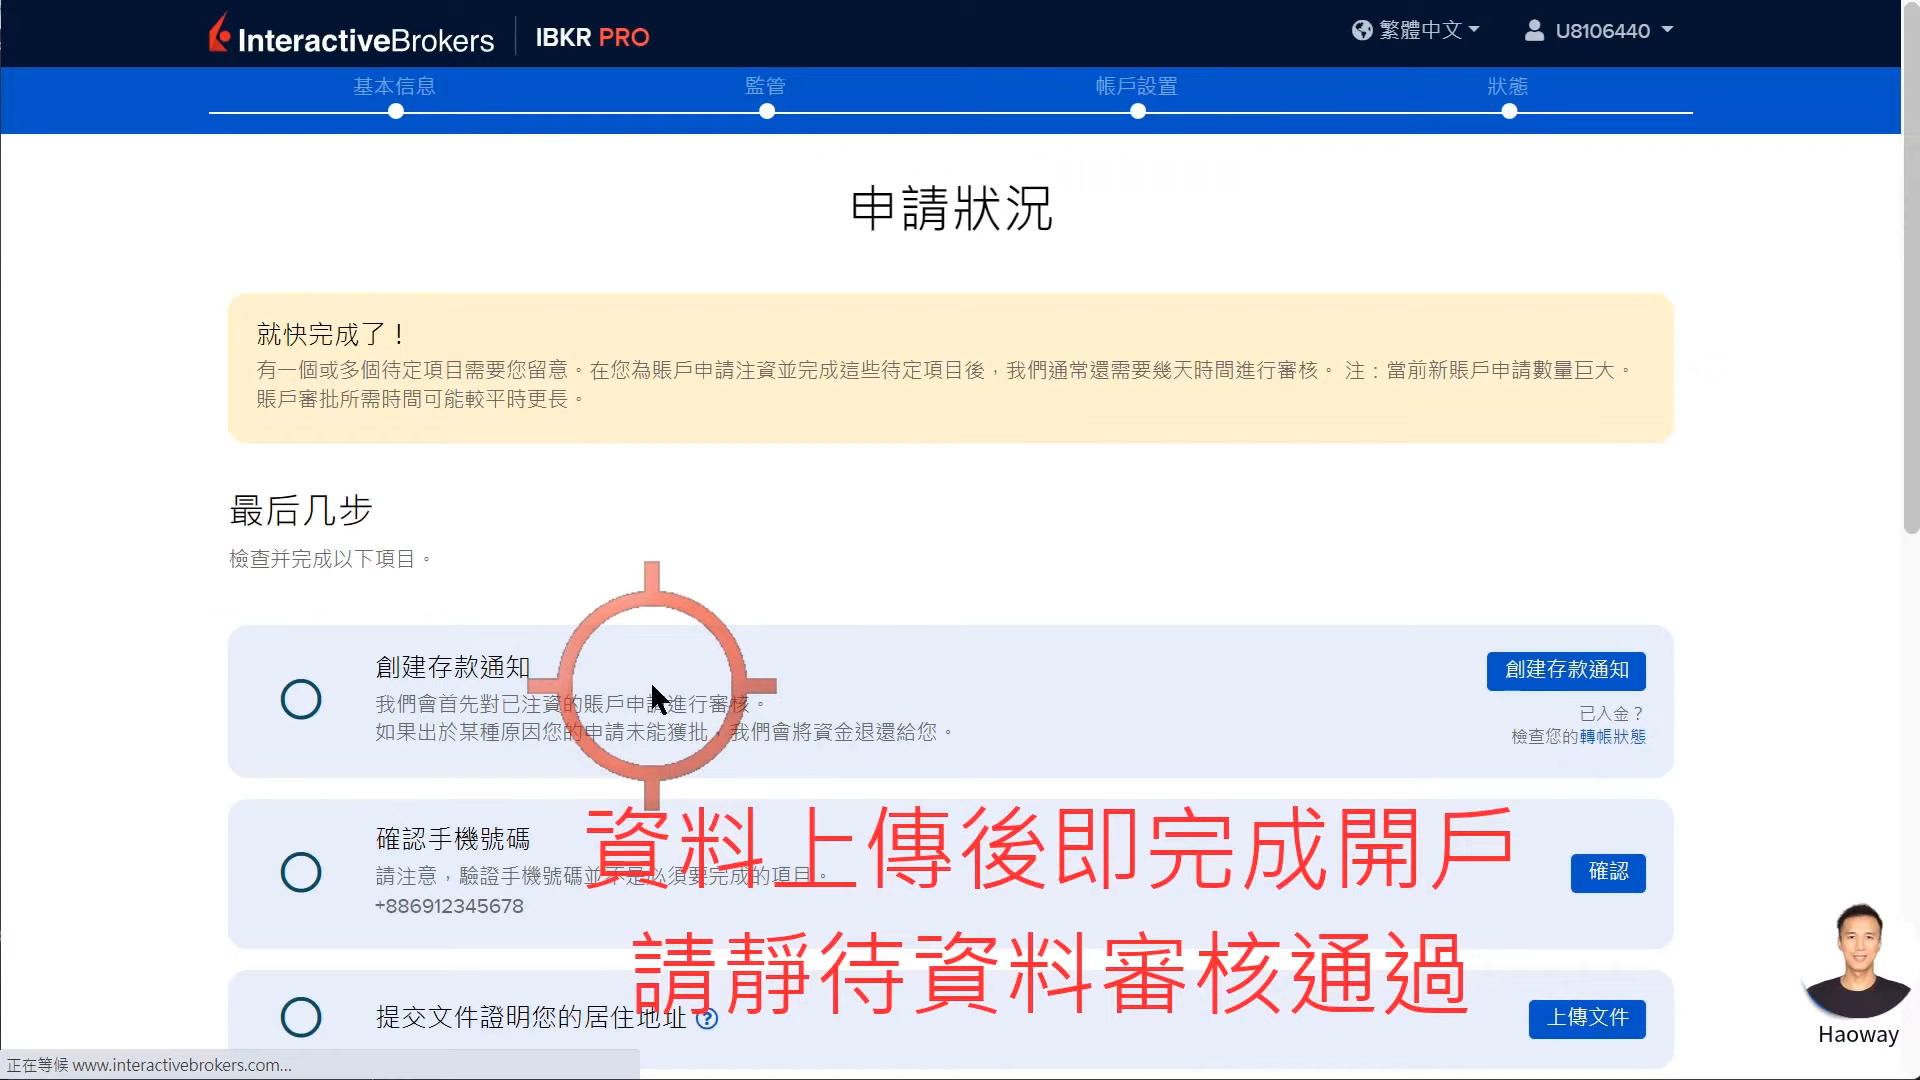 InteractiveBrokers
IBKR PRO
繁體中文
U8106440
基本信息
監管
帳戶設置
狀態
申請狀況
就快完成了！
有一個或多個待定項目需要您留意。在您為賬戶申請注資並完成這些待定項目後，我們通常還需要幾天時間進行審核。 注：當前新賬戶申請數量巨大。
賬戶審批所需時間可能較平時更長。
最后几步
檢查并完成以下項目。
創建存款通知
我們會首先對已注資的賬戶申請進行審核。
如果出於某種原因您的申請未能獲批，我們會將資金退還給您。
創建存款通知
已入金？
檢查您的轉帳狀態
確認手機號碼
請注意，驗證手機號碼並不是必須要完成的項目。
+886912345678
確認
資料上傳後即完成開戶
請靜待資料審核通過
提交文件證明您的居住地址
上傳文件
Haoway
正在等候 www.interactivebrokers.com...